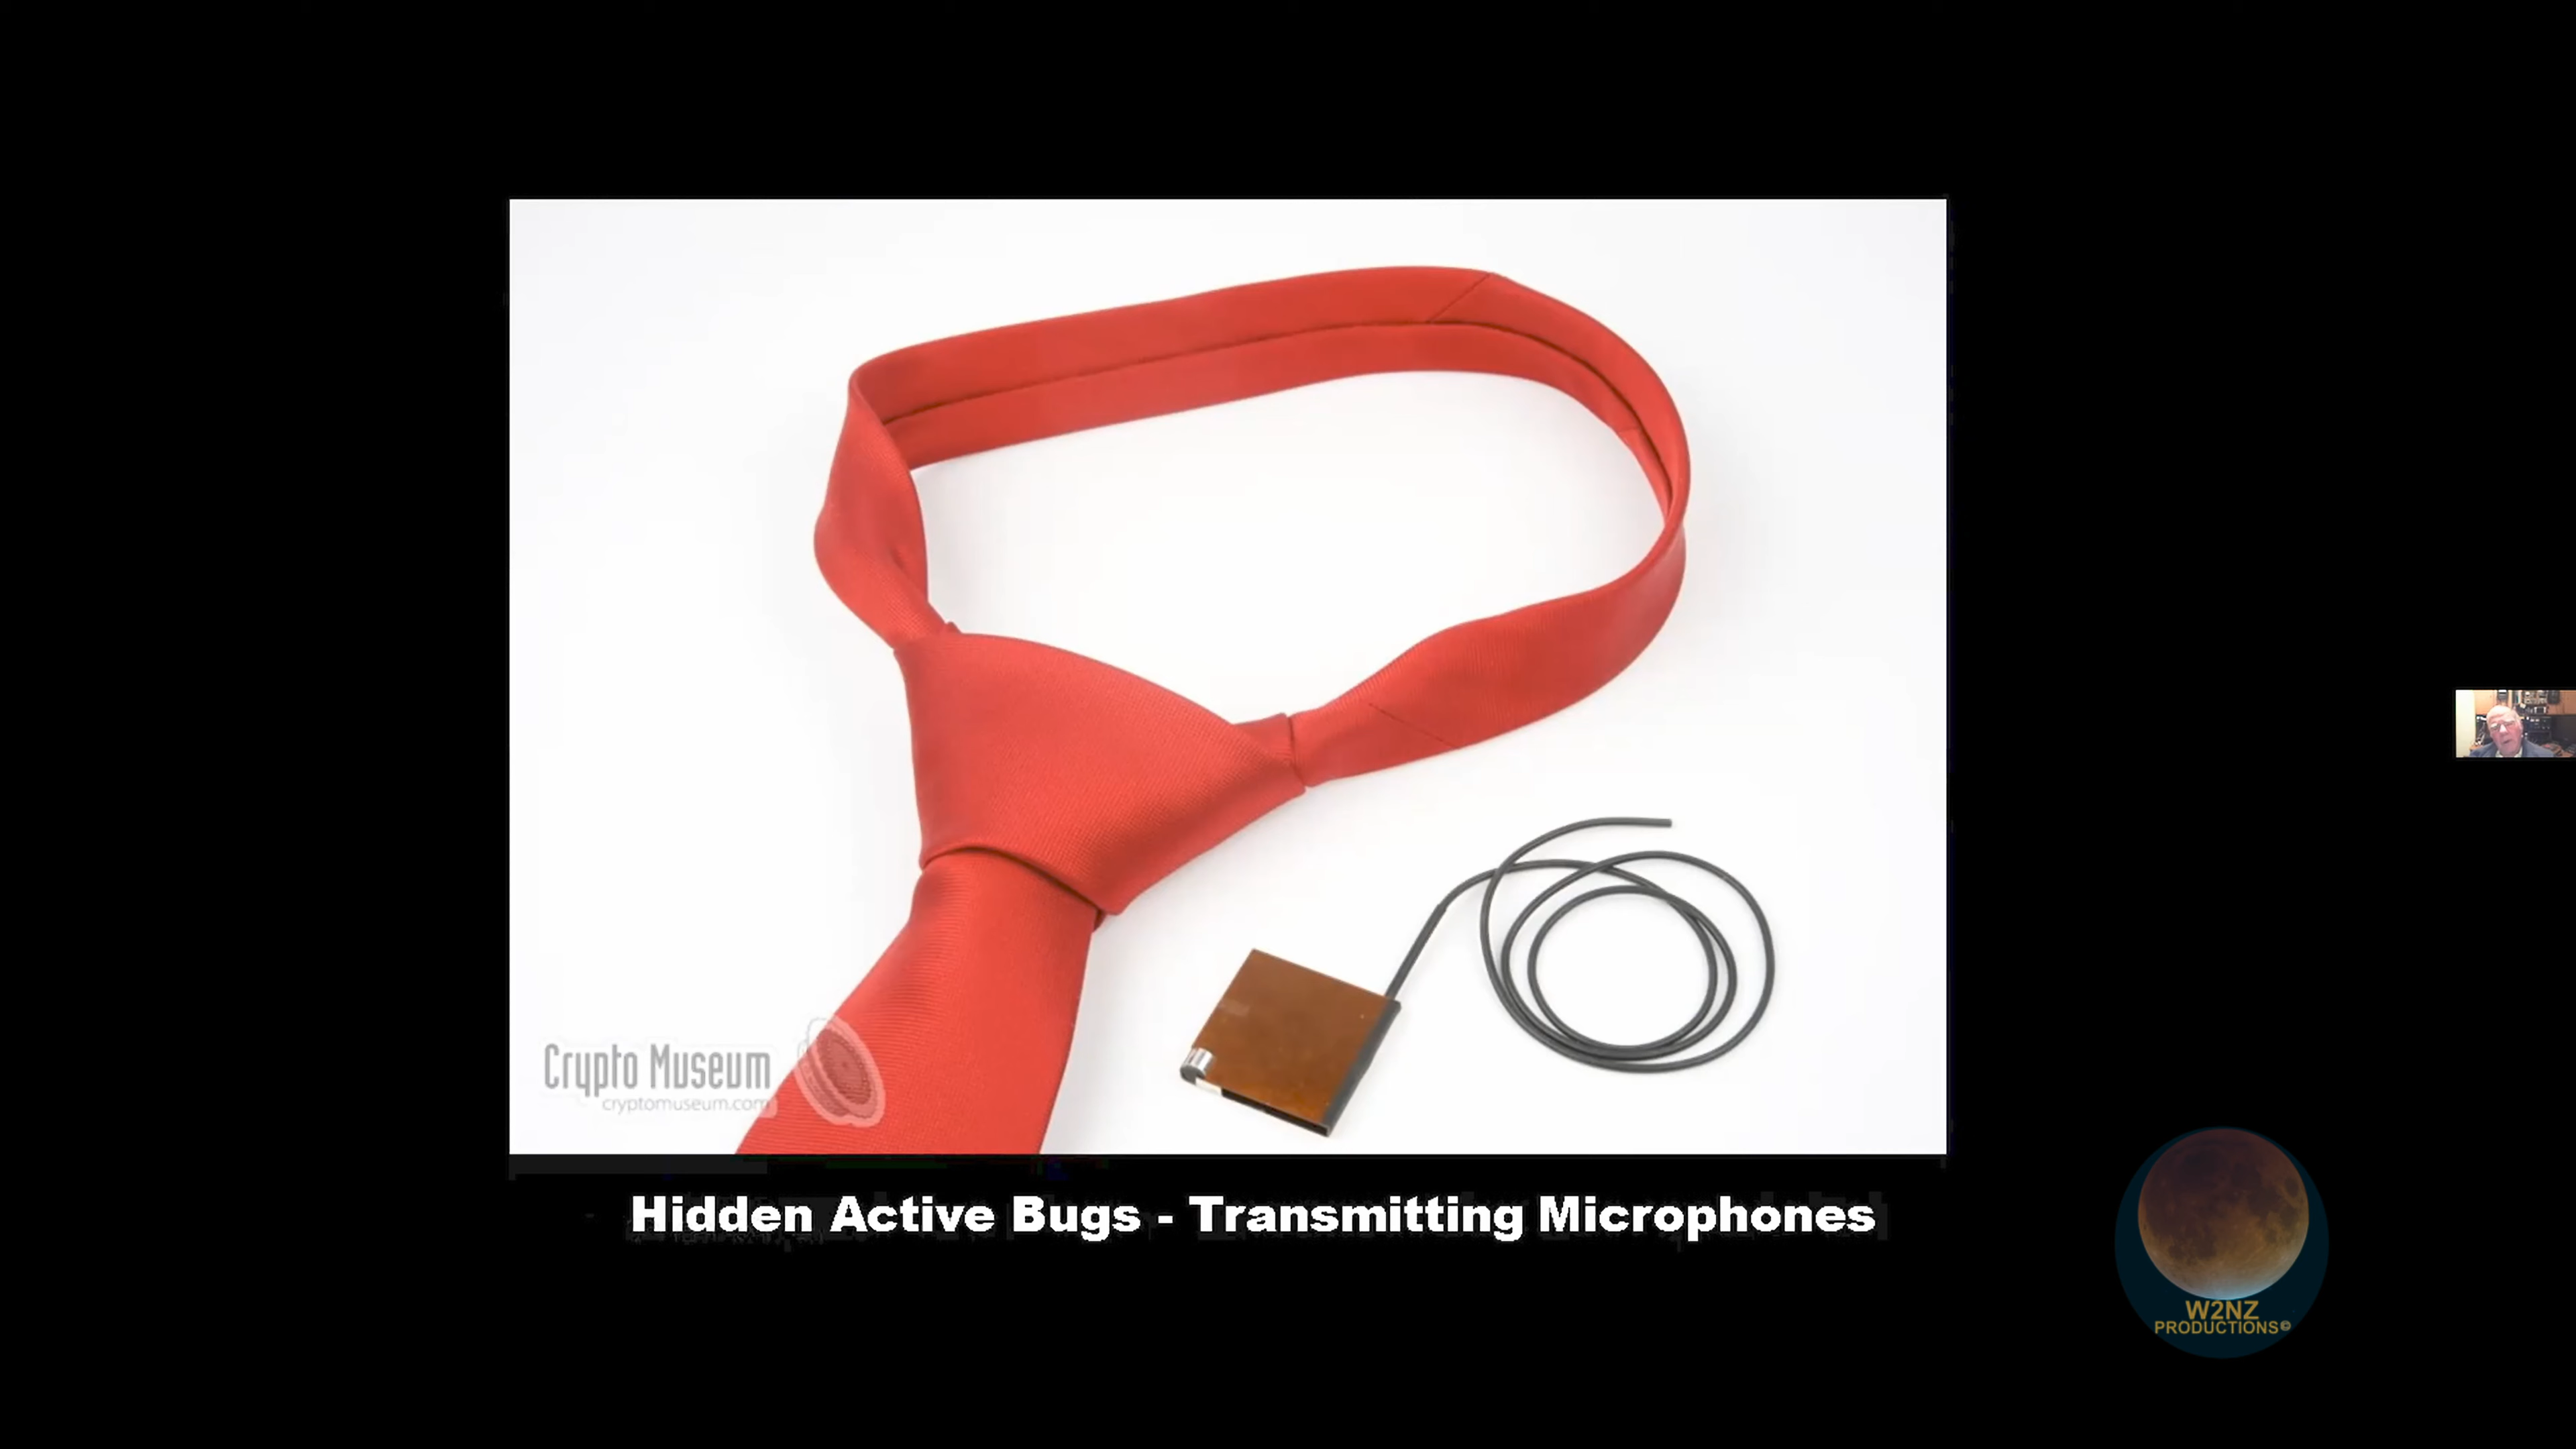 Crypto Museum
cryptomuseum.com
Hidden Active Bugs - Transmitting Microphones
W2NZ
PRODUCTIONS©